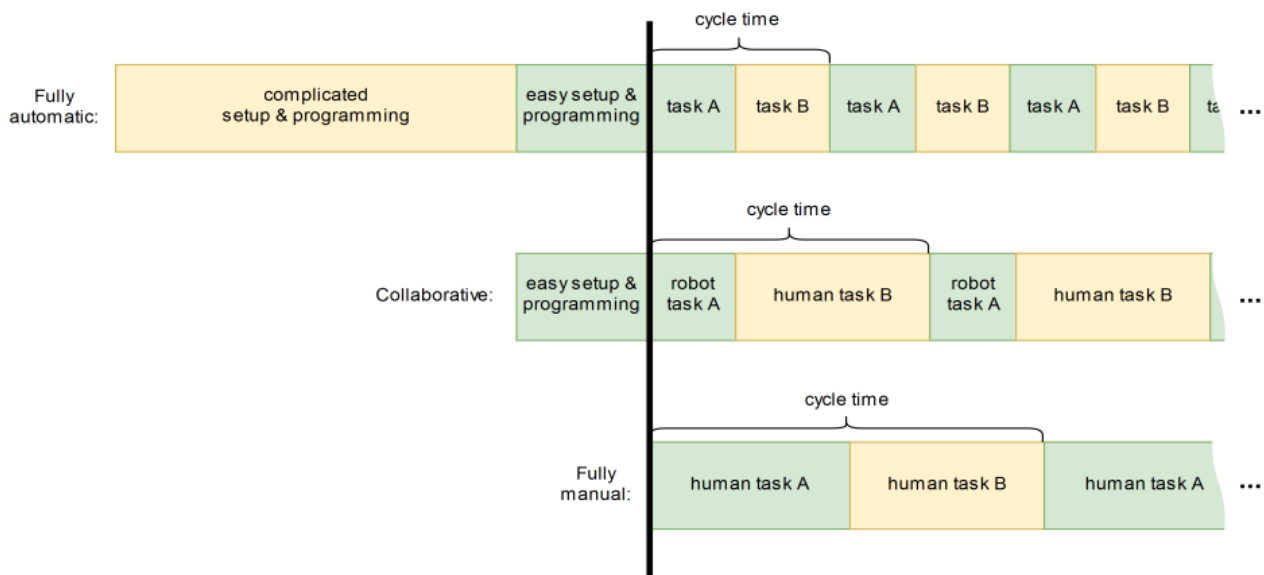 cycle time
Fully
automatic:
complicated
setup & programming
easy setup &
programming
task A
task B
task A
task B
task A
task B
...
cycle time
Collaborative:
easy setup &
programming
robot
task A
human task B
robot
task A
human task B
...
cycle time
Fully
manual:
human task A
human task B
human task A
...